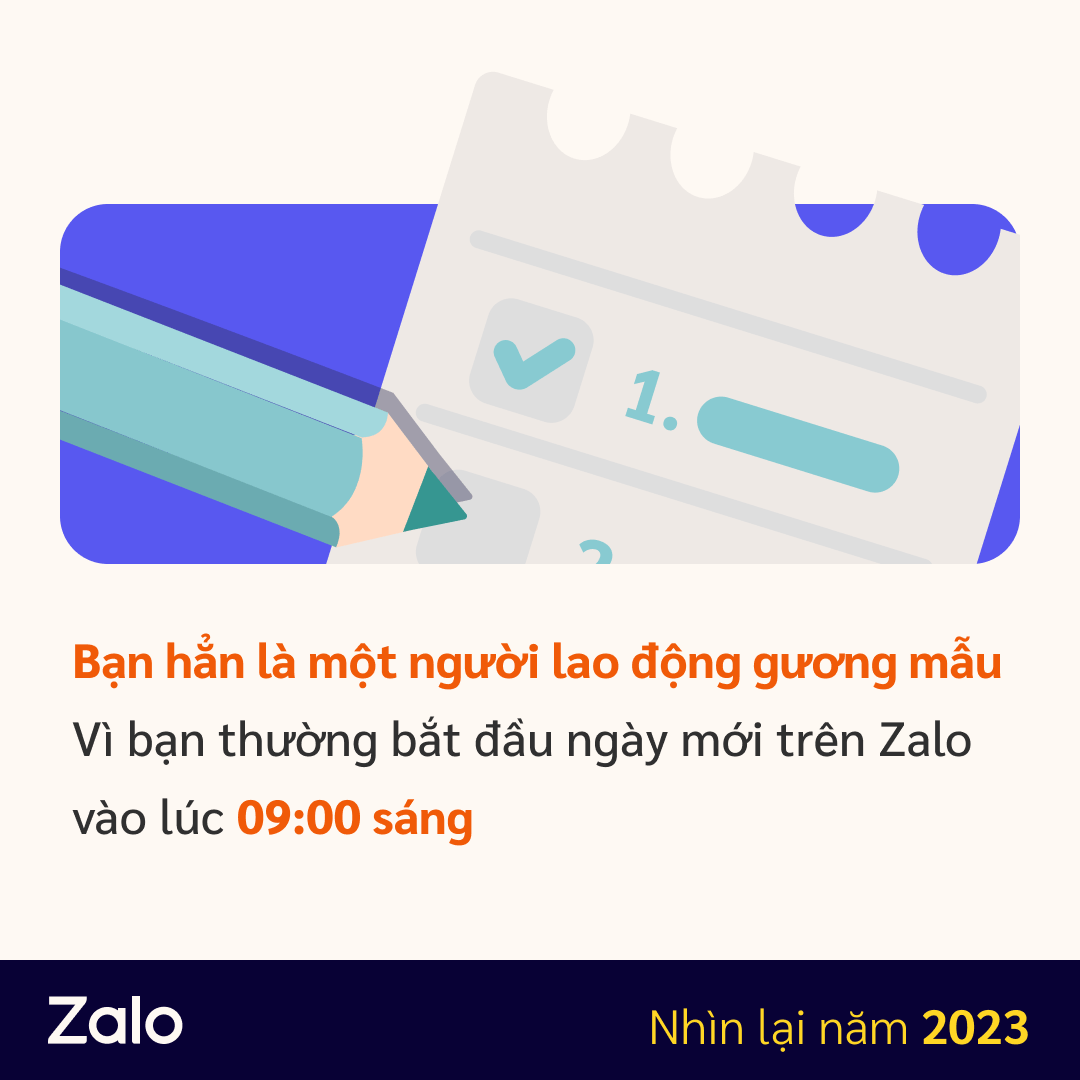 1.
2
Bạn hẳn là một người lao động gương mẫu
Vì bạn thường bắt đầu ngày mới trên Zalo
vào lúc 09:00 sáng
Zalo
Nhìn lại năm 2023